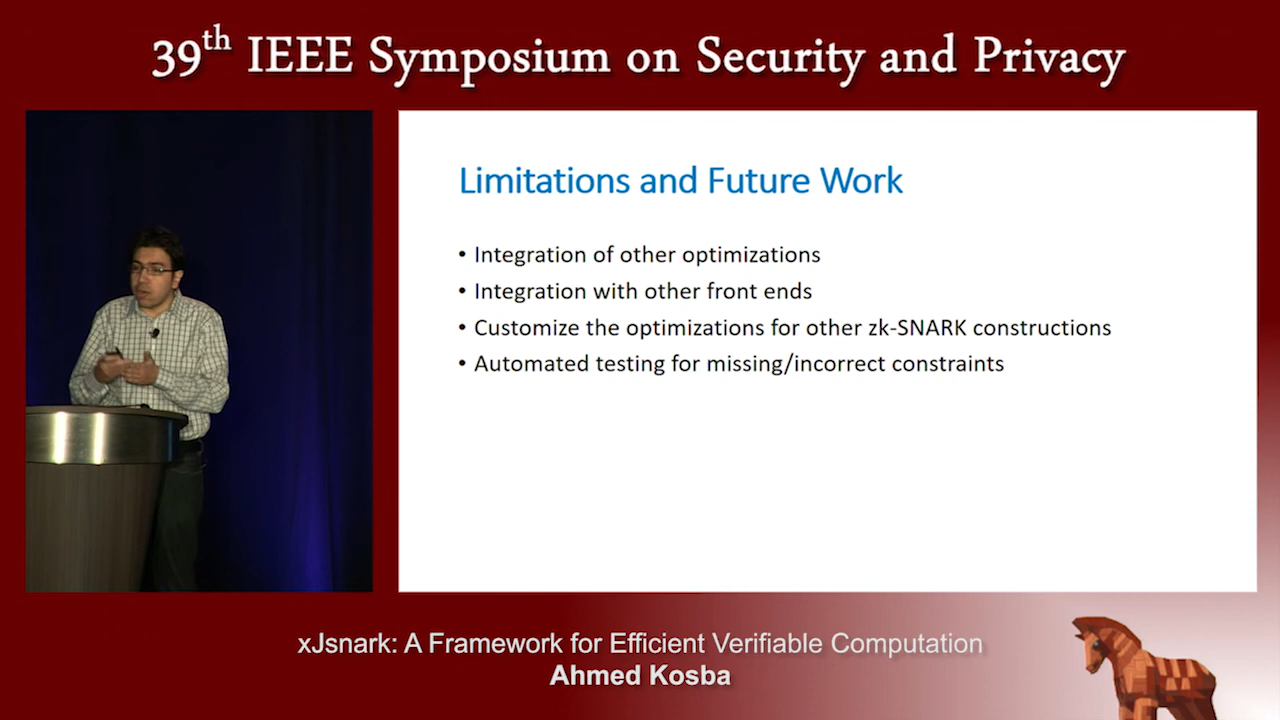 39th IEEE Symposium on Security and Privacy
Limitations and Future Work
• Integration of other optimizations
• Integration with other front ends
• Customize the optimizations for other zk-SNARK constructions
• Automated testing for missing/incorrect constraints
xJsnark: A Framework for Efficient Verifiable Computation
Ahmed Kosba